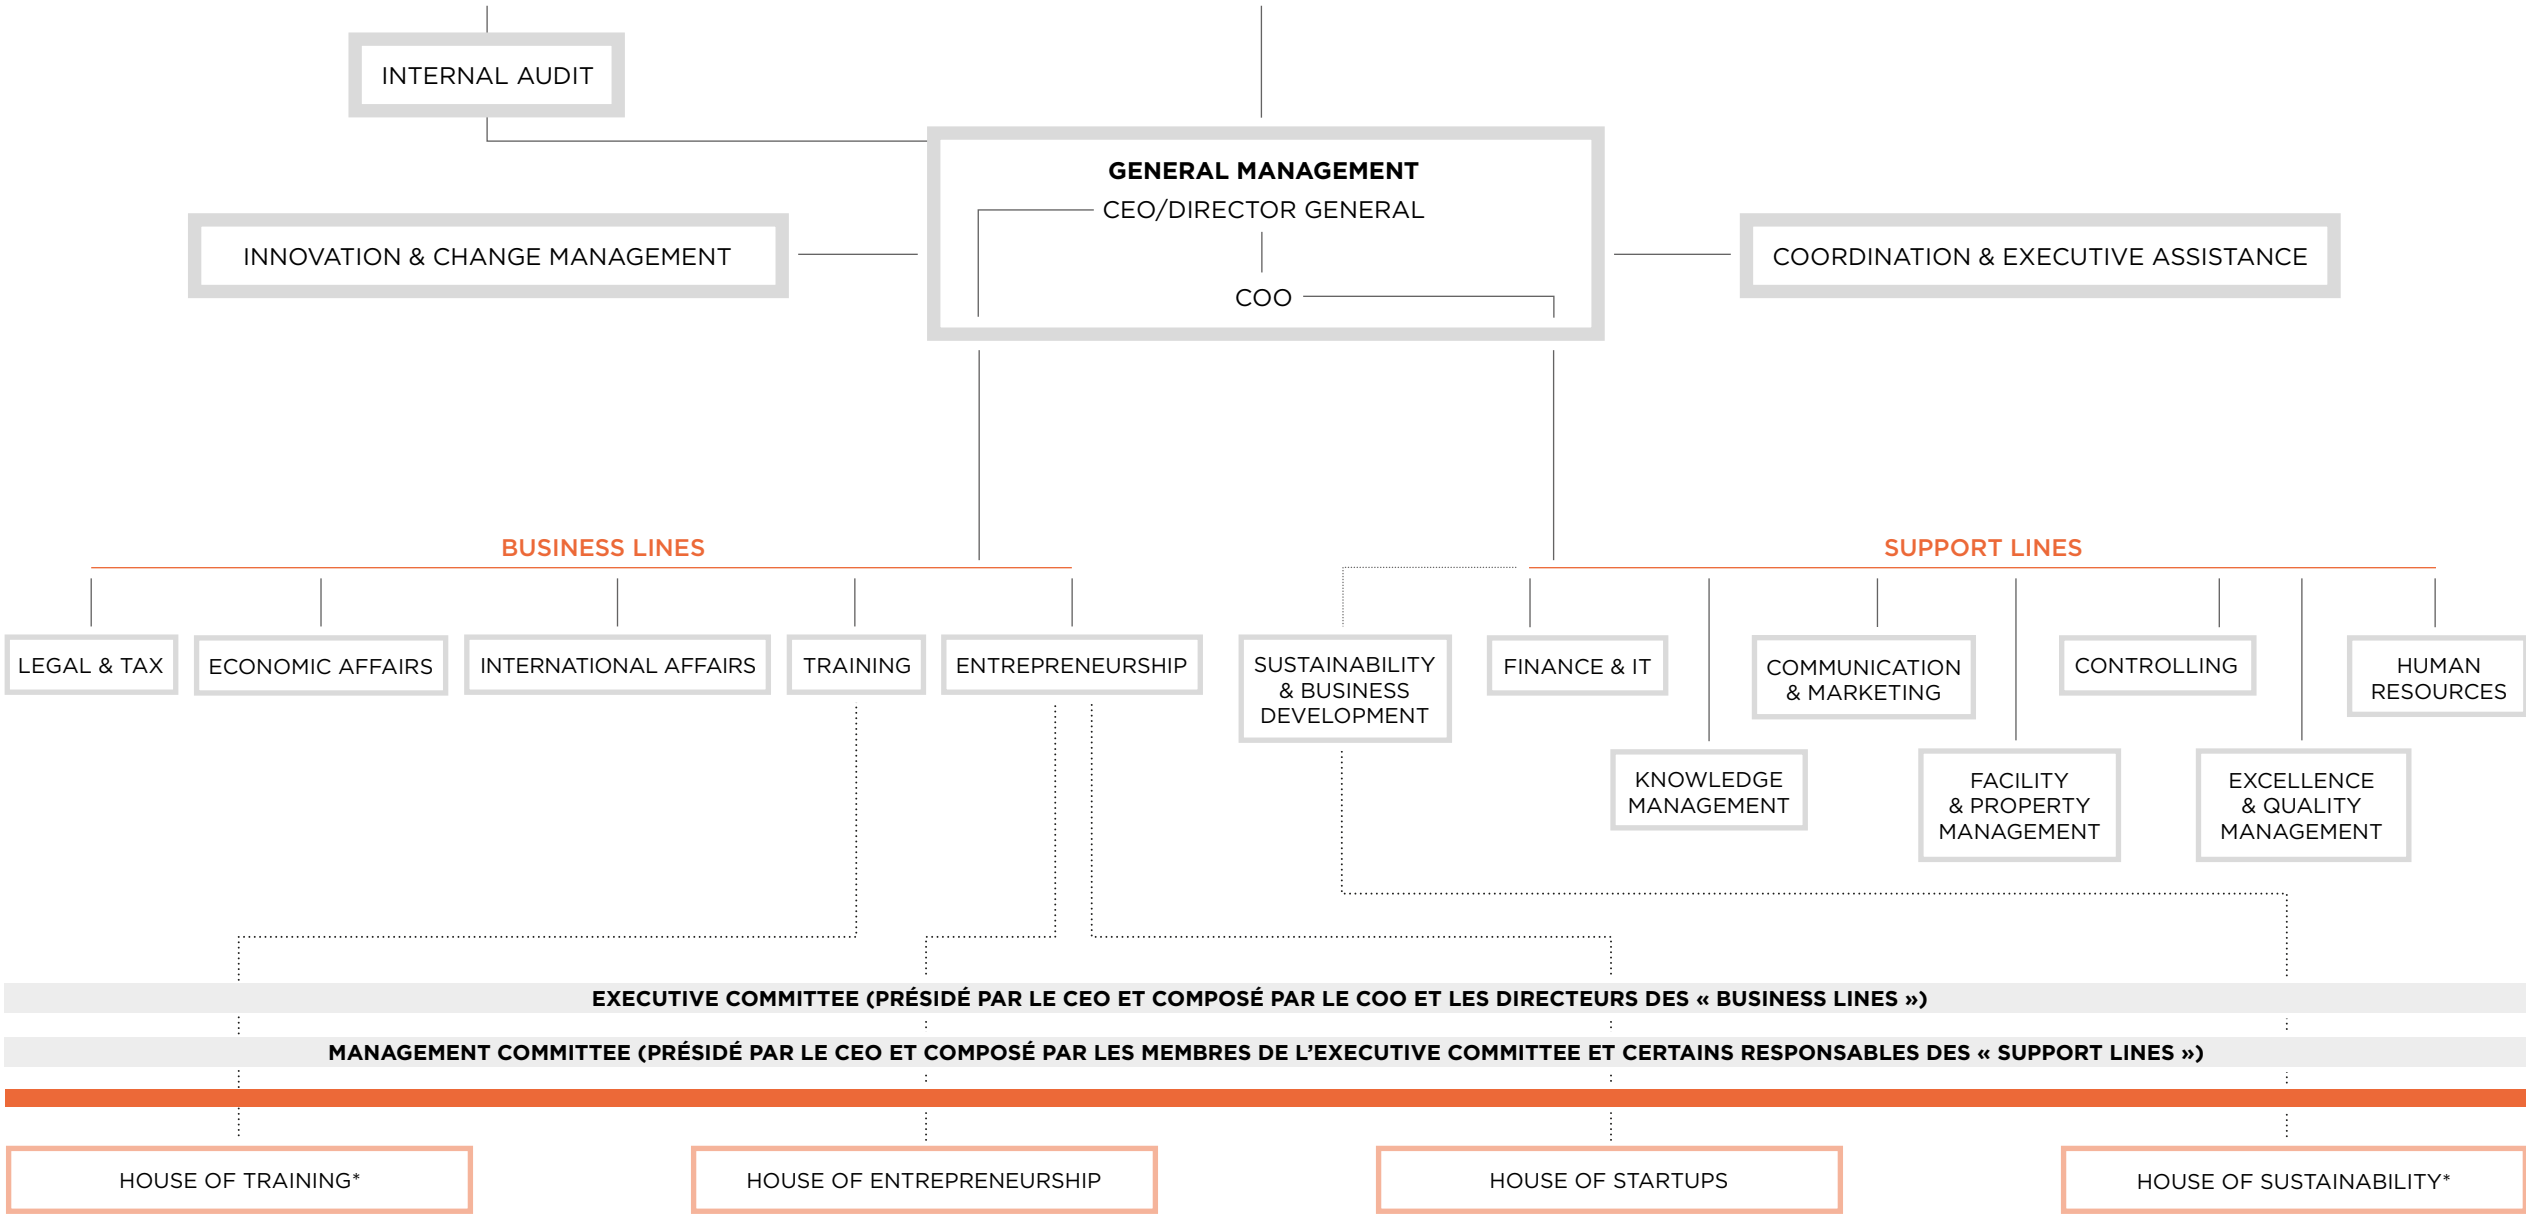 INTERNAL AUDIT
GENERAL MANAGEMENT
CEO/DIRECTOR GENERAL
INNOVATION & CHANGE MANAGEMENT
COORDINATION & EXECUTIVE ASSISTANCE
COO
BUSINESS LINES
SUPPORT LINES
LEGAL & TAX
ECONOMIC AFFAIRS
INTERNATIONAL AFFAIRS
TRAINING
ENTREPRENEURSHIP
SUSTAINABILITY
& BUSINESS
DEVELOPMENT
FINANCE & IT
COMMUNICATION
& MARKETING
CONTROLLING
HUMAN
RESOURCES
KNOWLEDGE
MANAGEMENT
FACILITY
& PROPERTY
MANAGEMENT
EXCELLENCE
& QUALITY
MANAGEMENT
EXECUTIVE COMMITTEE (PRÉSIDÉ PAR LE CEO ET COMPOSÉ PAR LE COO ET LES DIRECTEURS DES « BUSINESS LINES »)
MANAGEMENT COMMITTEE (PRÉSIDÉ PAR LE CEO ET COMPOSÉ PAR LES MEMBRES DE L’EXECUTIVE COMMITTEE ET CERTAINS RESPONSABLES DES « SUPPORT LINES »)
HOUSE OF TRAINING*
HOUSE OF ENTREPRENEURSHIP
HOUSE OF STARTUPS
HOUSE OF SUSTAINABILITY*